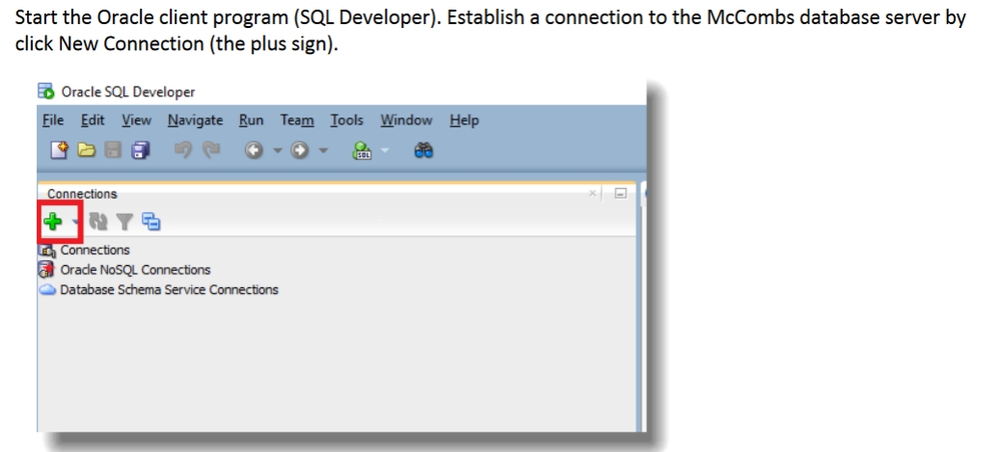 Start the Oracle client program (SQL Developer). Establish a connection to the McCombs database server by
click New Connection (the plus sign).
Oracle SQL Developer
File Edit View Navigate Run Team Tools Window Help
SQL
Connections
Connections
Oracle NoSQL Connections
Database Schema Service Connections